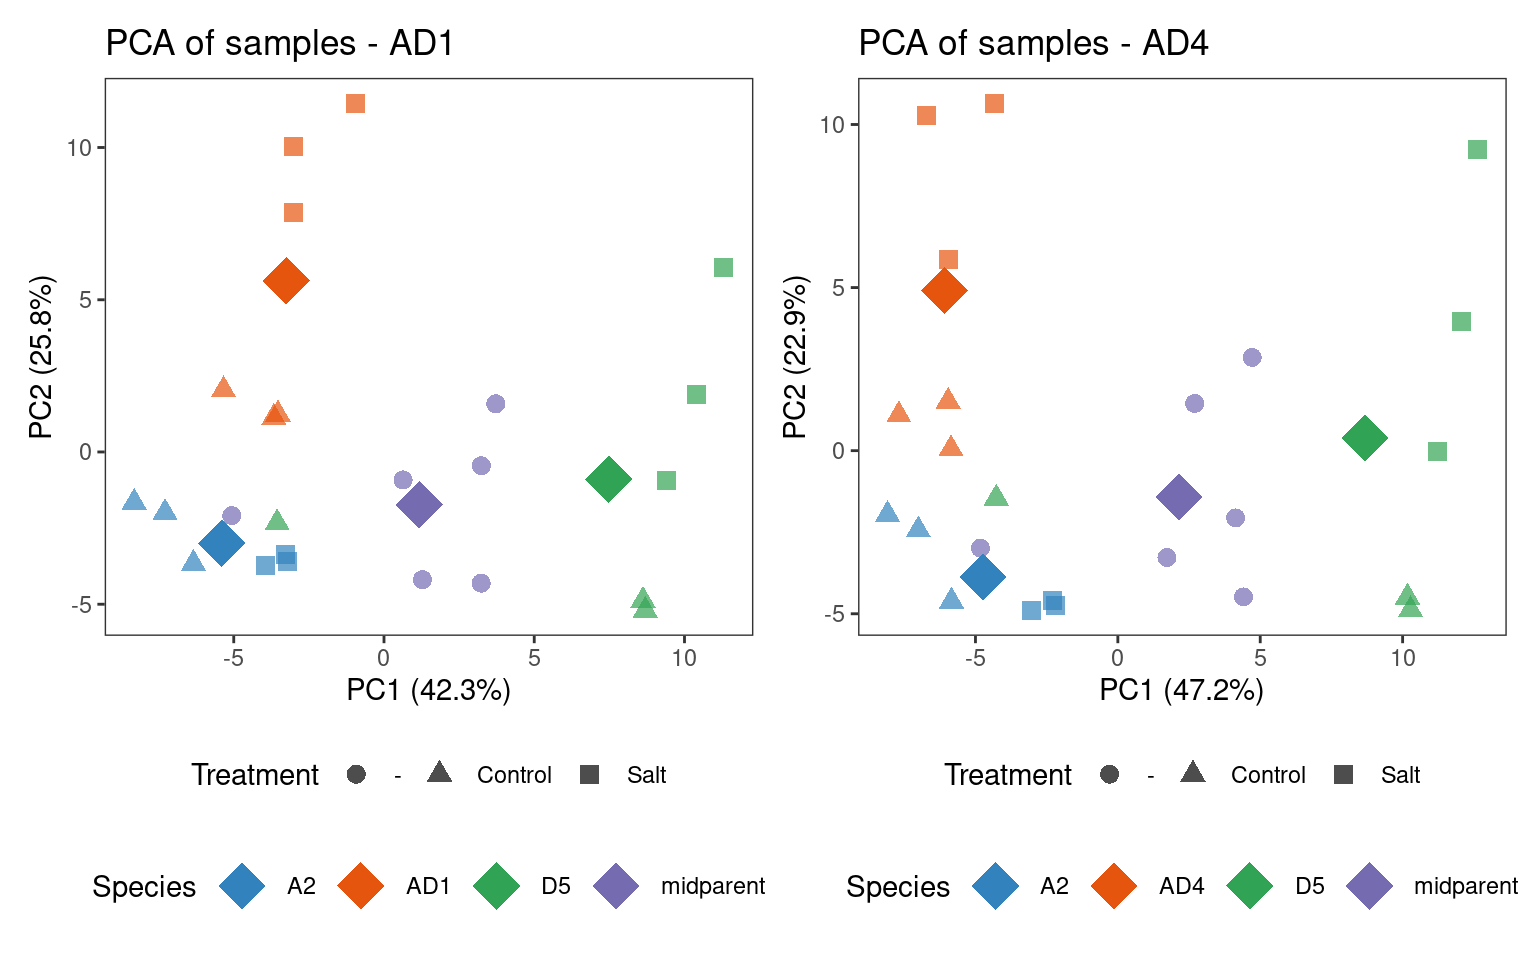 PCA of samples - AD1
PC2 (25.8%)
10
5
0
-5
-5 0 5 10
PC1 (42.3%)
Treatment - Control Salt
Species A2 AD1 D5 midparent
PCA of samples - AD4
PC2 (22.9%)
10
5
0
-5
-5 0 5 10
PC1 (47.2%)
Treatment - Control Salt
Species A2 AD4 D5 midparent